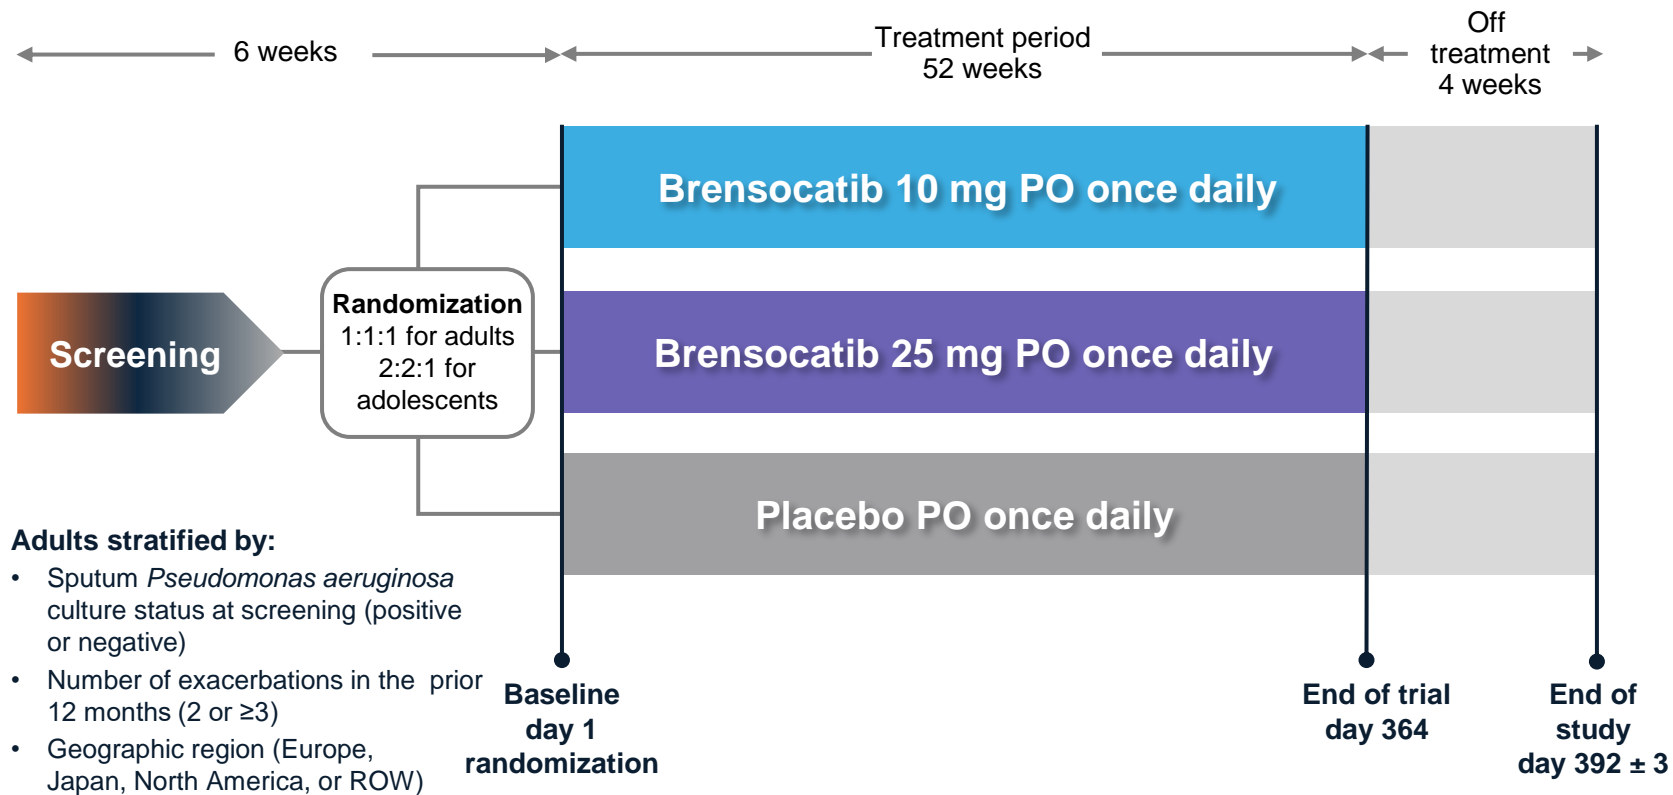 6 weeks
Treatment period
52 weeks
Off
treatment
4 weeks
Brensocatib 10 mg PO once daily
Screening
Randomization
1:1:1 for adults
2:2:1 for
adolescents
Brensocatib 25 mg PO once daily
Placebo PO once daily
Adults stratified by:
• Sputum Pseudomonas aeruginosa
culture status at screening (positive
or negative)
• Number of exacerbations in the prior
12 months (2 or ≥3)
• Geographic region (Europe,
Japan, North America, or ROW)
Baseline
day 1
randomization
End of trial
day 364
End of
study
day 392 ± 3